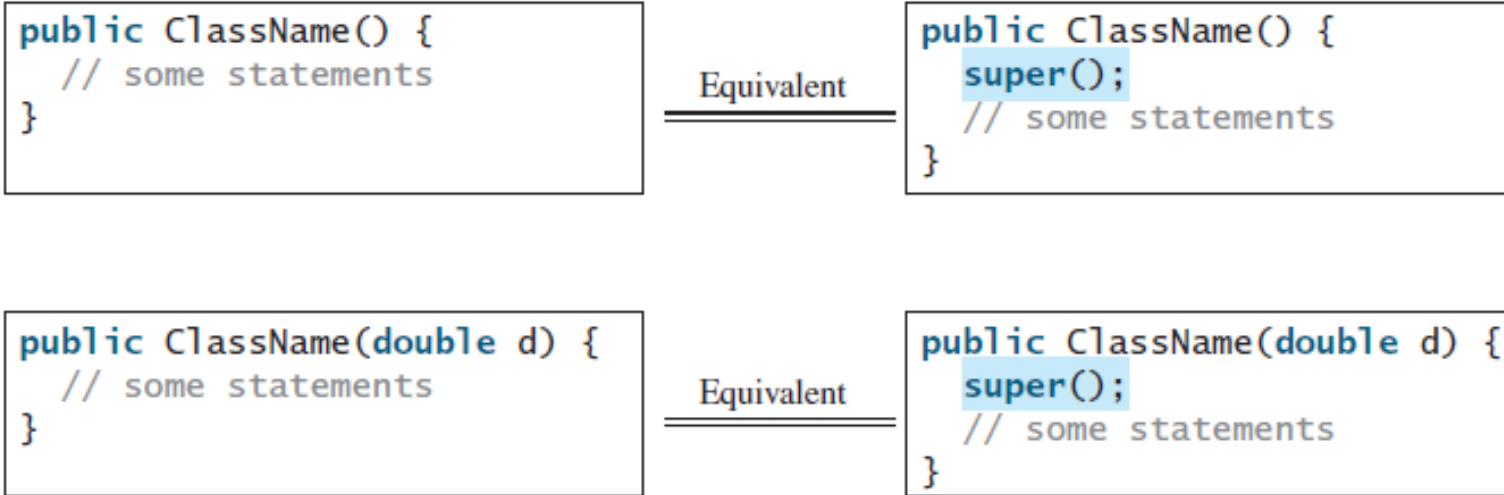 public ClassName() {
// some statements
}
Equivalent
public ClassName() {
super();
// some statements
}
public ClassName(double d) {
// some statements
}
Equivalent
public ClassName(double d) {
super();
// some statements
}